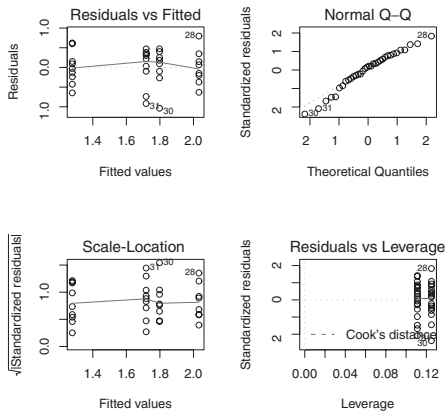 Residuals vs Fitted
Residuals
1.0
0.0
1.0
28
31
30
1.4 1.6 1.8 2.0
Fitted values
Normal Q–Q
Standardized residuals
2
1
0
2
28
31
30
2 1 0 1 2
Theoretical Quantiles
Scale-Location
√|Standardized residuals|
1.0
0.0
30
31
28
1.4 1.6 1.8 2.0
Fitted values
Residuals vs Leverage
Standardized residuals
2
1
0
2
28
Cook's distance
30
0.00 0.04 0.08 0.12
Leverage